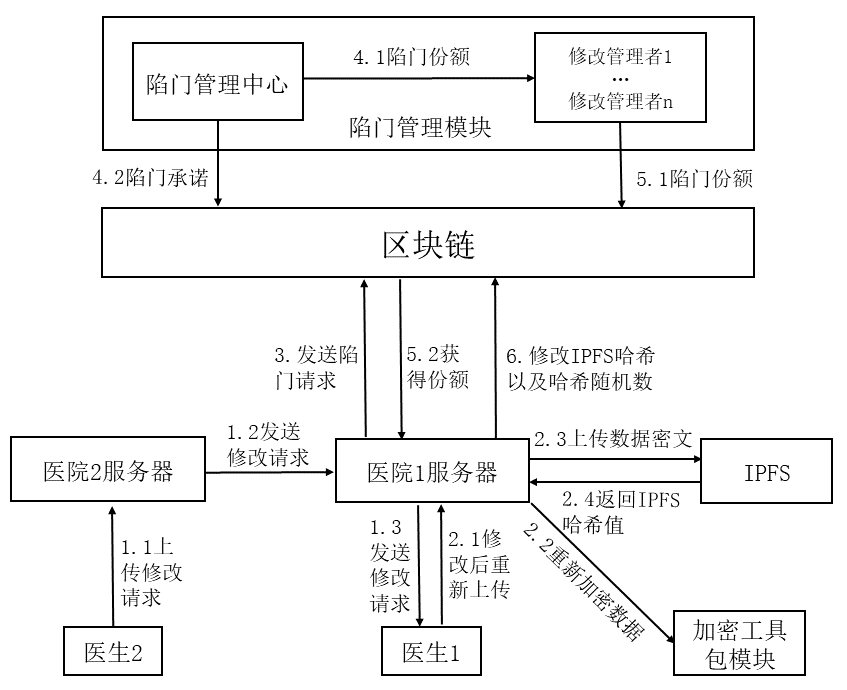 陷门管理中心
4.1陷门份额
修改管理者1
...
修改管理者n
陷门管理模块
4.2陷门承诺
5.1陷门份额
区块链
3.发送陷
门请求
5.2获
得份额
6.修改IPFS哈希
以及哈希随机数
1.2发送
修改请求
2.3上传数据密文
医院2服务器
医院1服务器
IPFS
2.4返回IPFS
哈希值
1.1上
传修改
请求
1.3
发送
修改
请求
2.1修
改后重
新上传
2.2重新加密数据
医生2
医生1
加密工具
包模块